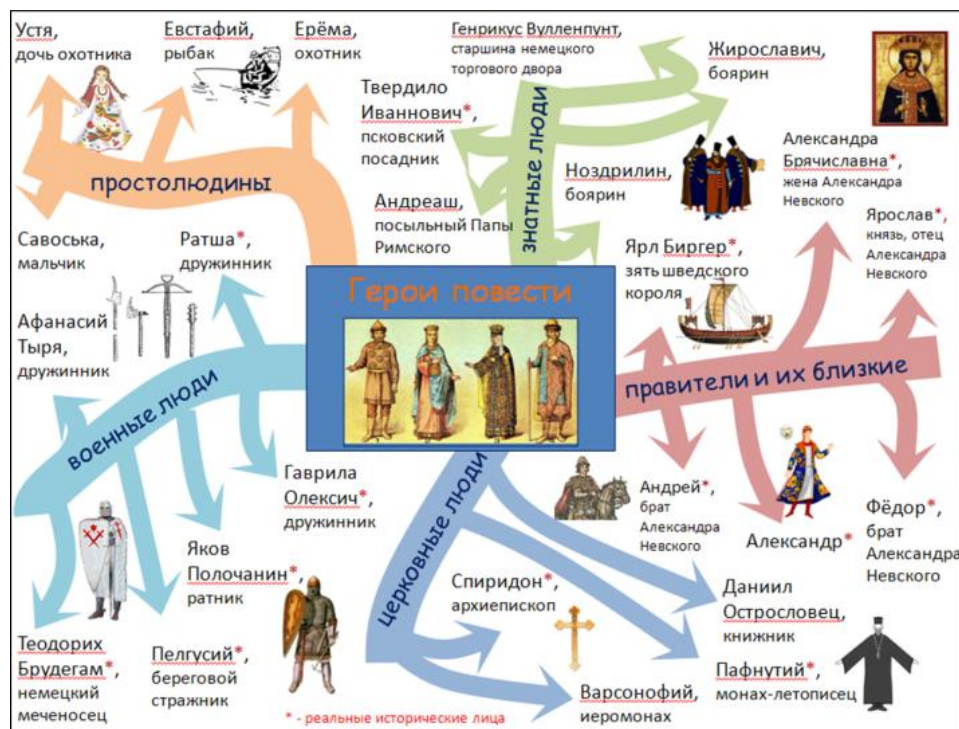 Устя,
дочь охотника
Евстафий,
рыбак
Ерёма,
охотник
Генрикус Вулленпунт,
старшина немецкого
торгового двора
Жирославич,
боярин
Твердило
Иваннович*,
псковский
посадник
Андреаш,
посыльный Папы
Римского
знатные люди
Ноздрилин,
боярин
Александра
Брячиславна*,
жена Александра
Невского
Ярослав*,
князь, отец
Александра
Невского
Ярл Биргер*,
зять шведского
короля
простолюдины
Савоська,
мальчик
Ратша*,
дружинник
Афанасий
Тыря,
дружинник
Герои повести
правители и их близкие
военные люди
Гаврила
Олексич*,
дружинник
Яков
Полочанин*,
ратник
Теодорих
Брудегам*,
немецкий
меченосец
Пелгусий*,
береговой
стражник
церковные люди
Андрей*,
брат
Александра
Невского
Александр*
Фёдор*,
брат
Александра
Невского
Спиридон*,
архиепископ
Даниил
Острословец,
книжник
Пафнутий*,
монах-летописец
Варсонофий,
иеромонах
* - реальные исторические лица